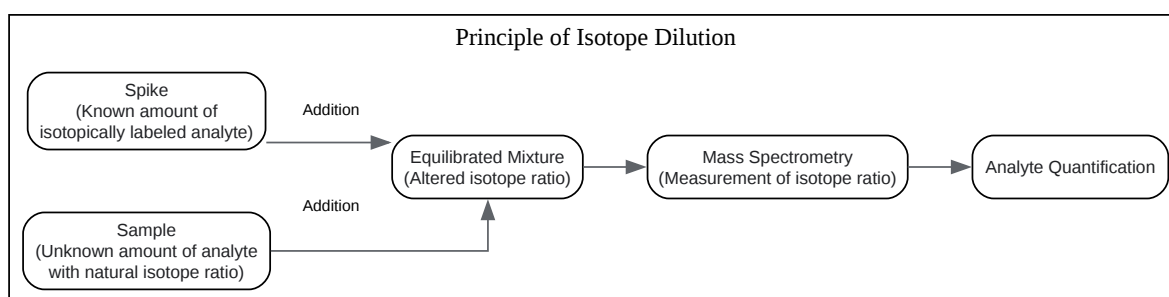 Principle of Isotope Dilution
Spike
(Known amount of
isotopically labeled analyte)
Addition
Equilibrated Mixture
(Altered isotope ratio)
Mass Spectrometry
(Measurement of isotope ratio)
Analyte Quantification
Addition
Sample
(Unknown amount of analyte
with natural isotope ratio)